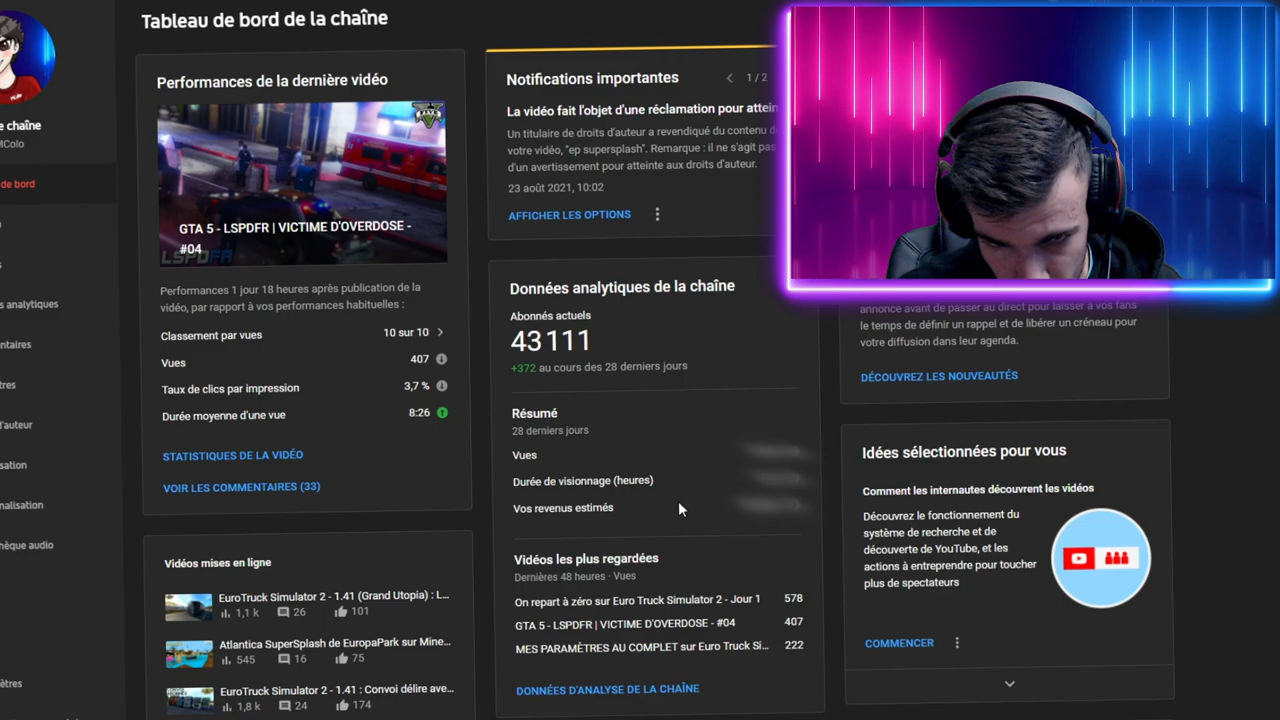 Tableau de bord de la chaîne
e chaîne
MColo
de bord
s analytiques
entaires
tres
d'auteur
isation
nnalisation
thèque audio
ètres
Performances de la dernière vidéo
GTA 5 - LSPDFR | VICTIME D'OVERDOSE -
#04
LSPDFR
Performances 1 jour 18 heures après publication de la
vidéo, par rapport à vos performances habituelles :
Classement par vues 10 sur 10
Vues 407
Taux de clics par impression 3,7 %
Durée moyenne d'une vue 8:26
STATISTIQUES DE LA VIDÉO
VOIR LES COMMENTAIRES (33)
Vidéos mises en ligne
EuroTruck Simulator 2 - 1.41 (Grand Utopia) : L...
1,1 k 26 101
Atlantica SuperSplash de EuropaPark sur Mine...
545 16 75
EuroTruck Simulator 2 - 1.41 : Convoi délire ave...
1,8 k 24 174
Notifications importantes 1 / 2
La vidéo fait l'objet d'une réclamation pour attein
Un titulaire de droits d'auteur a revendiqué du contenu de
votre vidéo, "ep supersplash". Remarque : il ne s'agit pas
d'un avertissement pour atteinte aux droits d'auteur.
23 août 2021, 10:02
AFFICHER LES OPTIONS
Données analytiques de la chaîne
Abonnés actuels
43 111
+372 au cours des 28 derniers jours
Résumé
28 derniers jours
Vues
Durée de visionnage (heures)
Vos revenus estimés
Vidéos les plus regardées
Dernières 48 heures · Vues
On repart à zéro sur Euro Truck Simulator 2 - Jour 1 578
GTA 5 - LSPDFR | VICTIME D'OVERDOSE - #04 407
MES PARAMÈTRES AU COMPLET sur Euro Truck Si... 222
DONNÉES D'ANALYSE DE LA CHAÎNE
annonce avant de passer au direct pour laisser à vos fans
le temps de définir un rappel et de libérer un créneau pour
votre diffusion dans leur agenda.
DÉCOUVREZ LES NOUVEAUTÉS
Idées sélectionnées pour vous
Comment les internautes découvrent les vidéos
Découvrez le fonctionnement du
système de recherche et de
découverte de YouTube, et les
actions à entreprendre pour toucher
plus de spectateurs
COMMENCER